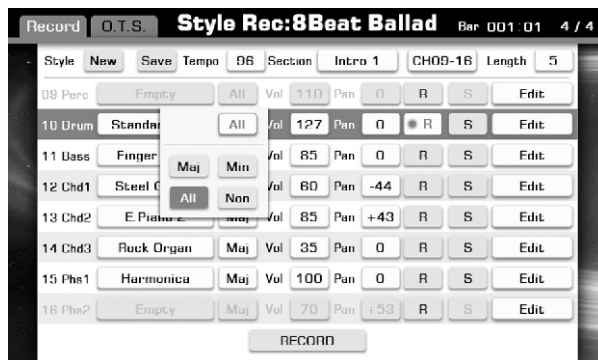 Record O.T.S. Style Rec:8Beat Ballad Bar 001:01 4/4
Style New Save Tempo 96 Section Intro 1 CH09-16 Length 5
09 Perc Empty All Vol 110 Pan 0 R S Edit
10 Drum All Vol 127 Pan 0 R S Edit
11 Bass Finger Maj Min Vol 85 Pan 0 R S Edit
12 Chd1 Steel All Non Vol 60 Pan -44 R S Edit
13 Chd2 E.Piano 2 Maj Vol 85 Pan +43 R S Edit
14 Chd3 Rock Organ Maj Vol 35 Pan 0 R S Edit
15 Phs1 Harmonica Maj Vol 100 Pan 0 R S Edit
16 Phs2 Empty Maj Vol 70 Pan +53 R S Edit
RECORD